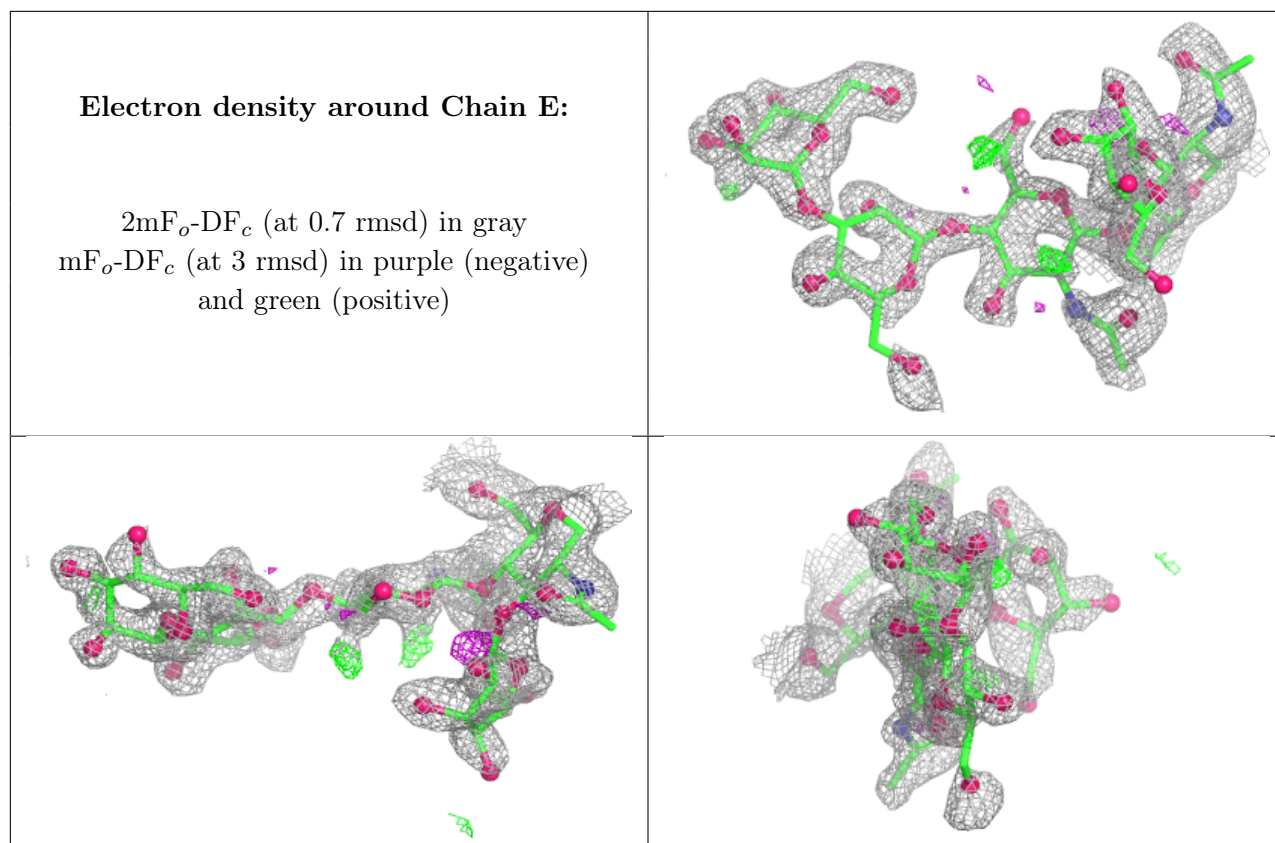 Electron density around Chain E:
2mFo-DFc (at 0.7 rmsd) in gray
mFo-DFc (at 3 rmsd) in purple (negative)
and green (positive)